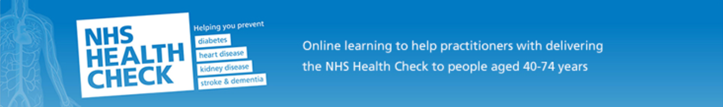 NHS
HEALTH
CHECK
Helping you prevent
diabetes
heart disease
kidney disease
stroke & dementia
Online learning to help practitioners with delivering
the NHS Health Check to people aged 40-74 years